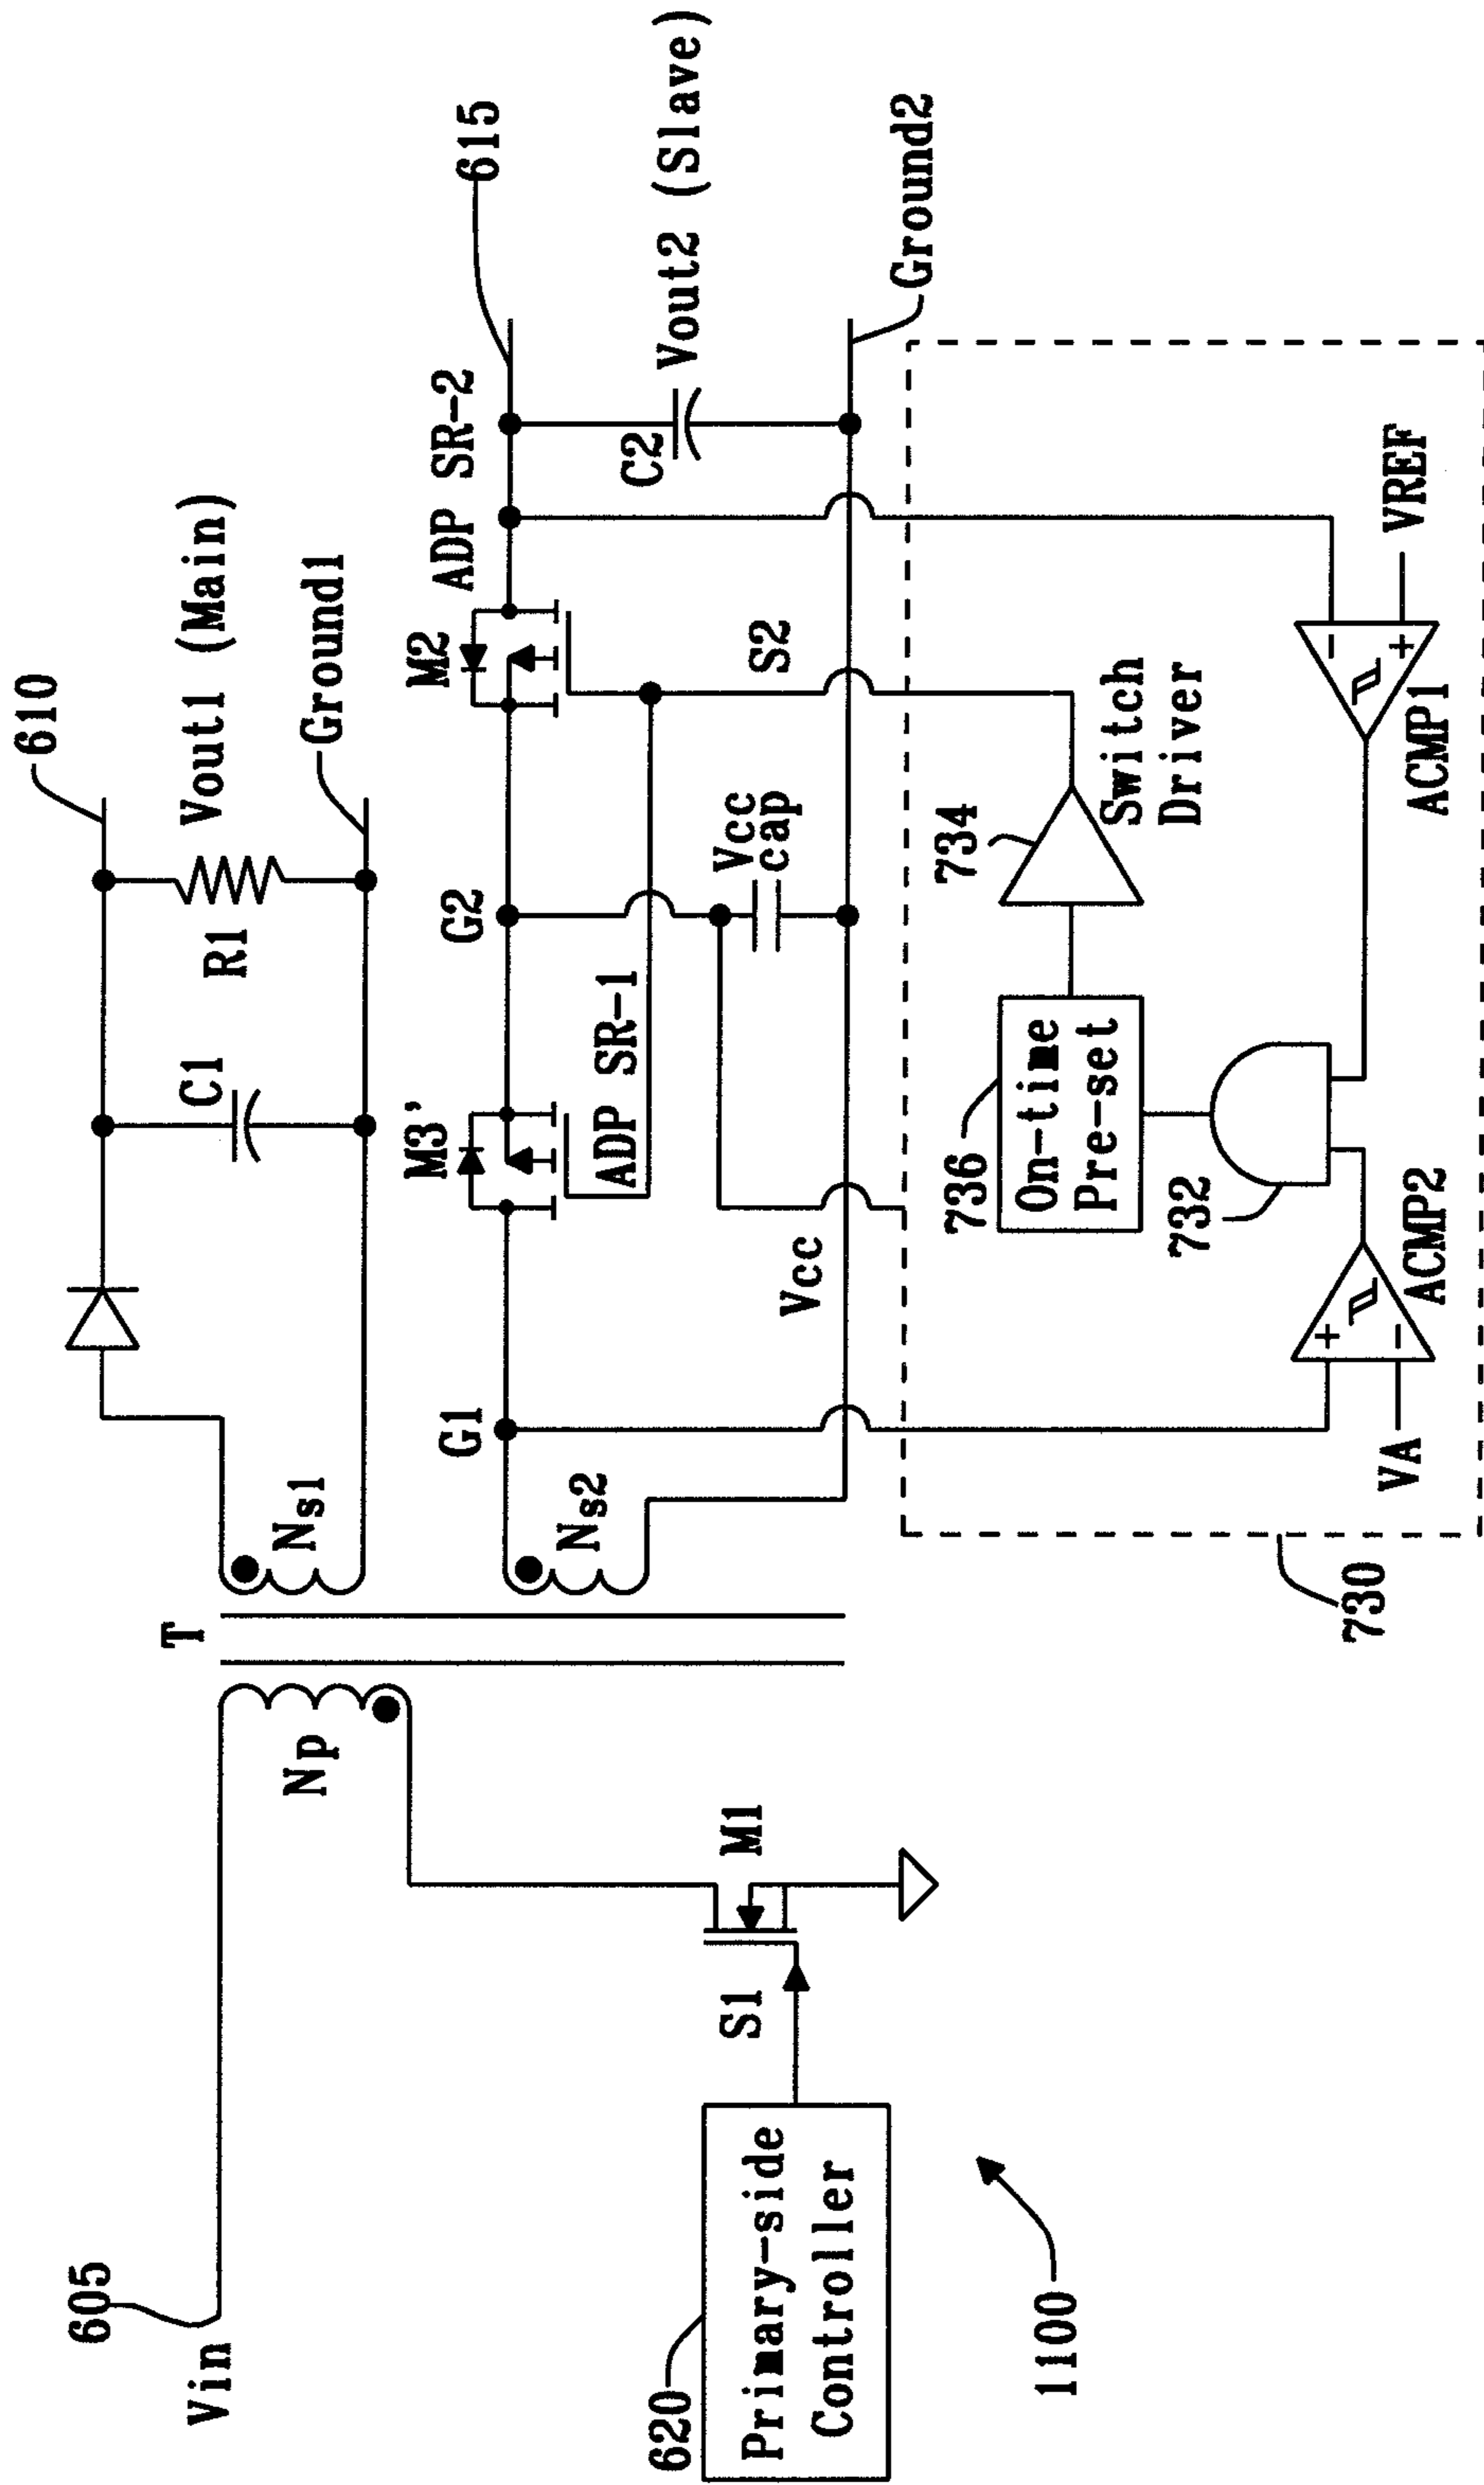 605
Vin
Np
T
Ns1
610
C1
R1
Vout1 (Main)
Ground1
Ns2
G1
M3'
ADP SR-1
G2
M2
ADP SR-2
615
C2
Vout2 (Slave)
Ground2
S2
Vcc
cap
Vcc
620
Primary-side
Controller
S1
M1
1100
730
734
Switch
Driver
736
On-time
Pre-set
732
VA
+
-
ACMP2
-
+
ACMP1
VREF